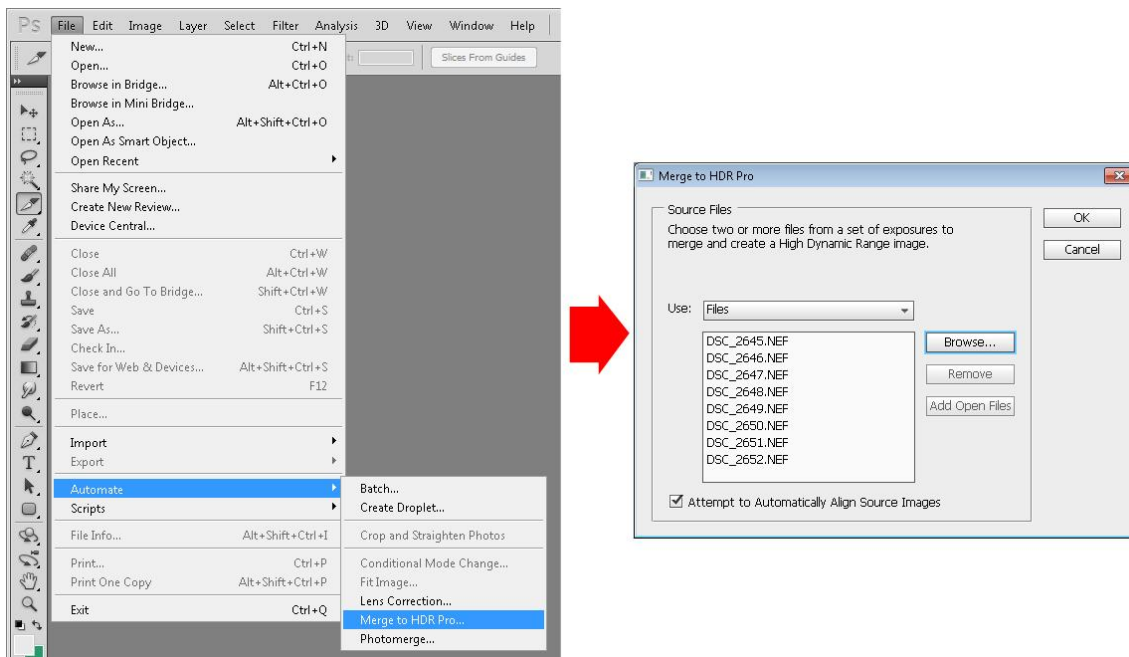 Ps File Edit Image Layer Select Filter Analysis 3D View Window Help
Slices From Guides
New... Ctrl+N
Open... Ctrl+O
Browse in Bridge... Alt+Ctrl+O
Browse in Mini Bridge...
Open As... Alt+Shift+Ctrl+O
Open As Smart Object...
Open Recent
Share My Screen...
Create New Review...
Device Central...
Close Ctrl+W
Close All Alt+Ctrl+W
Close and Go To Bridge... Shift+Ctrl+W
Save Ctrl+S
Save As... Shift+Ctrl+S
Check In...
Save for Web & Devices... Alt+Shift+Ctrl+S
Revert F12
Place...
Import
Export
Automate
Scripts
File Info... Alt+Shift+Ctrl+I
Print... Ctrl+P
Print One Copy Alt+Shift+Ctrl+P
Exit Ctrl+Q
Batch...
Create Droplet...
Crop and Straighten Photos
Conditional Mode Change...
Fit Image...
Lens Correction...
Merge to HDR Pro...
Photomerge...
Merge to HDR Pro
Source Files
Choose two or more files from a set of exposures to
merge and create a High Dynamic Range image.
OK
Cancel
Use: Files
DSC_2645.NEF
DSC_2646.NEF
DSC_2647.NEF
DSC_2648.NEF
DSC_2649.NEF
DSC_2650.NEF
DSC_2651.NEF
DSC_2652.NEF
Browse...
Remove
Add Open Files
Attempt to Automatically Align Source Images